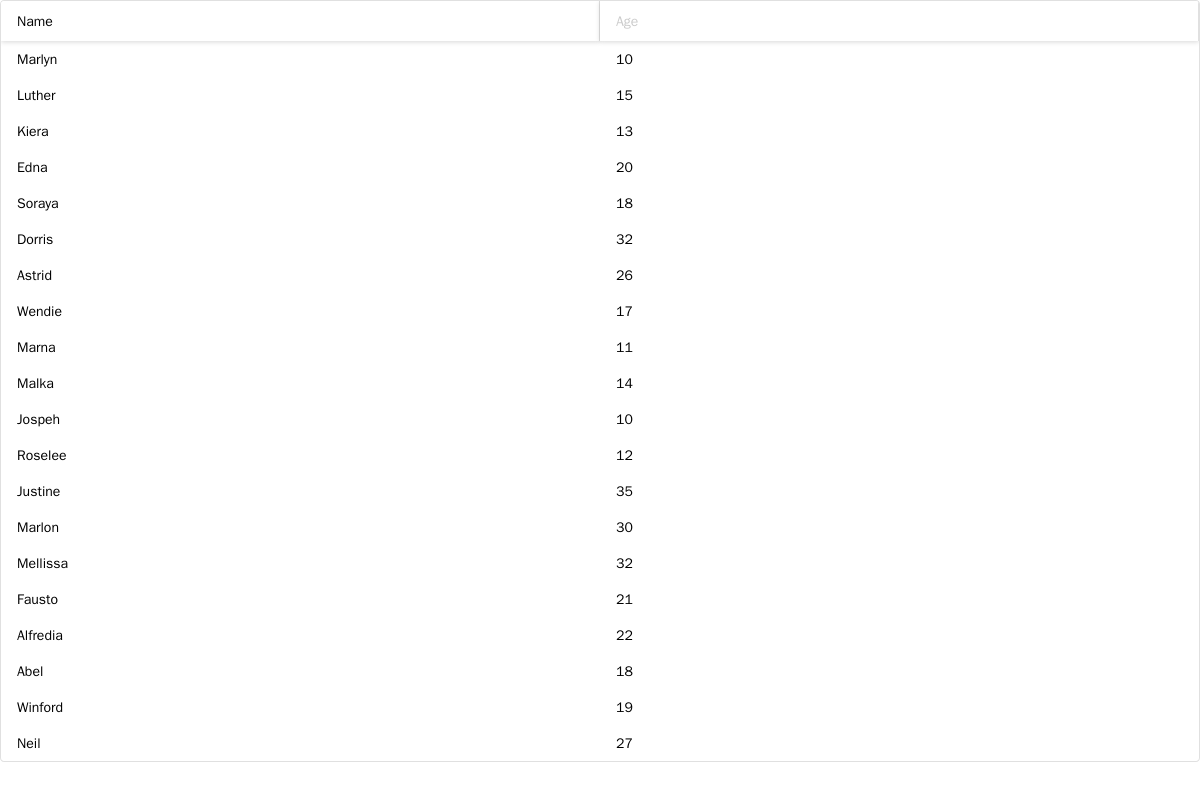 Name Age
Marlyn 10
Luther 15
Kiera 13
Edna 20
Soraya 18
Dorris 32
Astrid 26
Wendie 17
Marna 11
Malka 14
Jospeh 10
Roselee 12
Justine 35
Marlon 30
Mellissa 32
Fausto 21
Alfredia 22
Abel 18
Winford 19
Neil 27